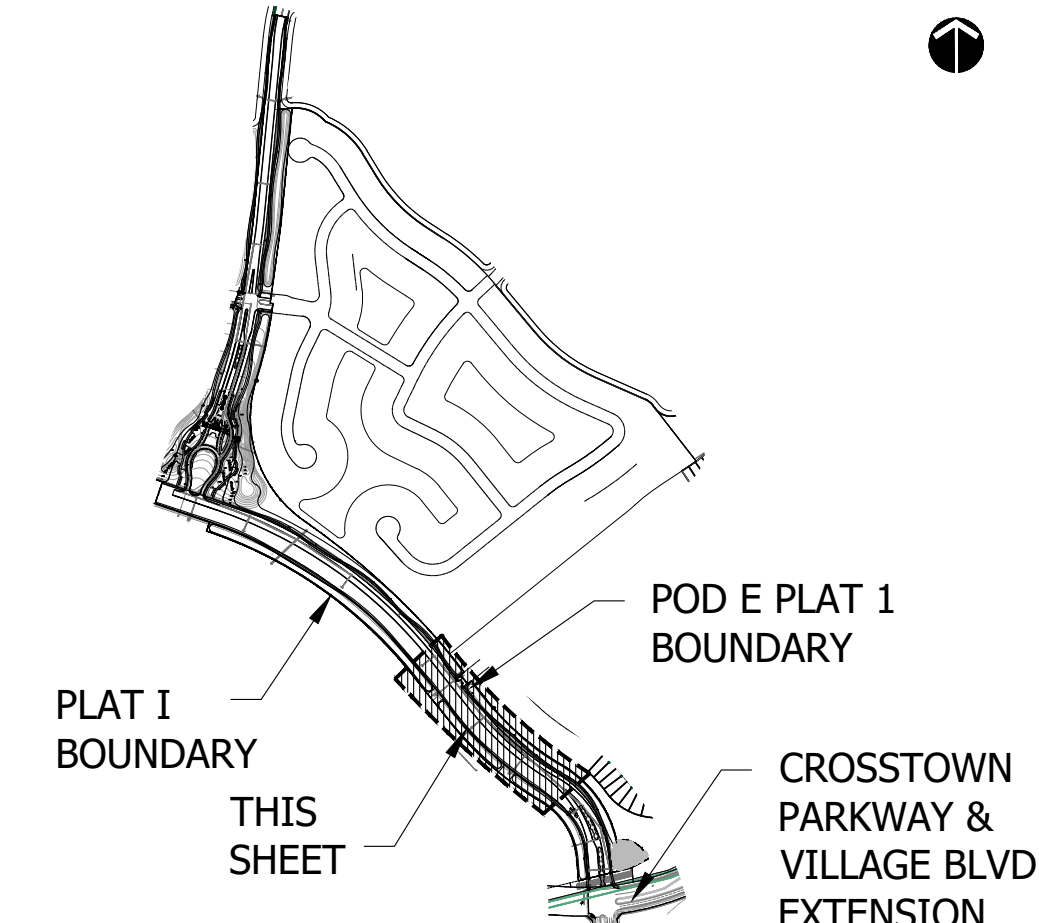 POD E PLAT 1
BOUNDARY
PLAT I
BOUNDARY
THIS
SHEET
CROSSTOWN
PARKWAY &
VILLAGE BLVD
EXTENSION